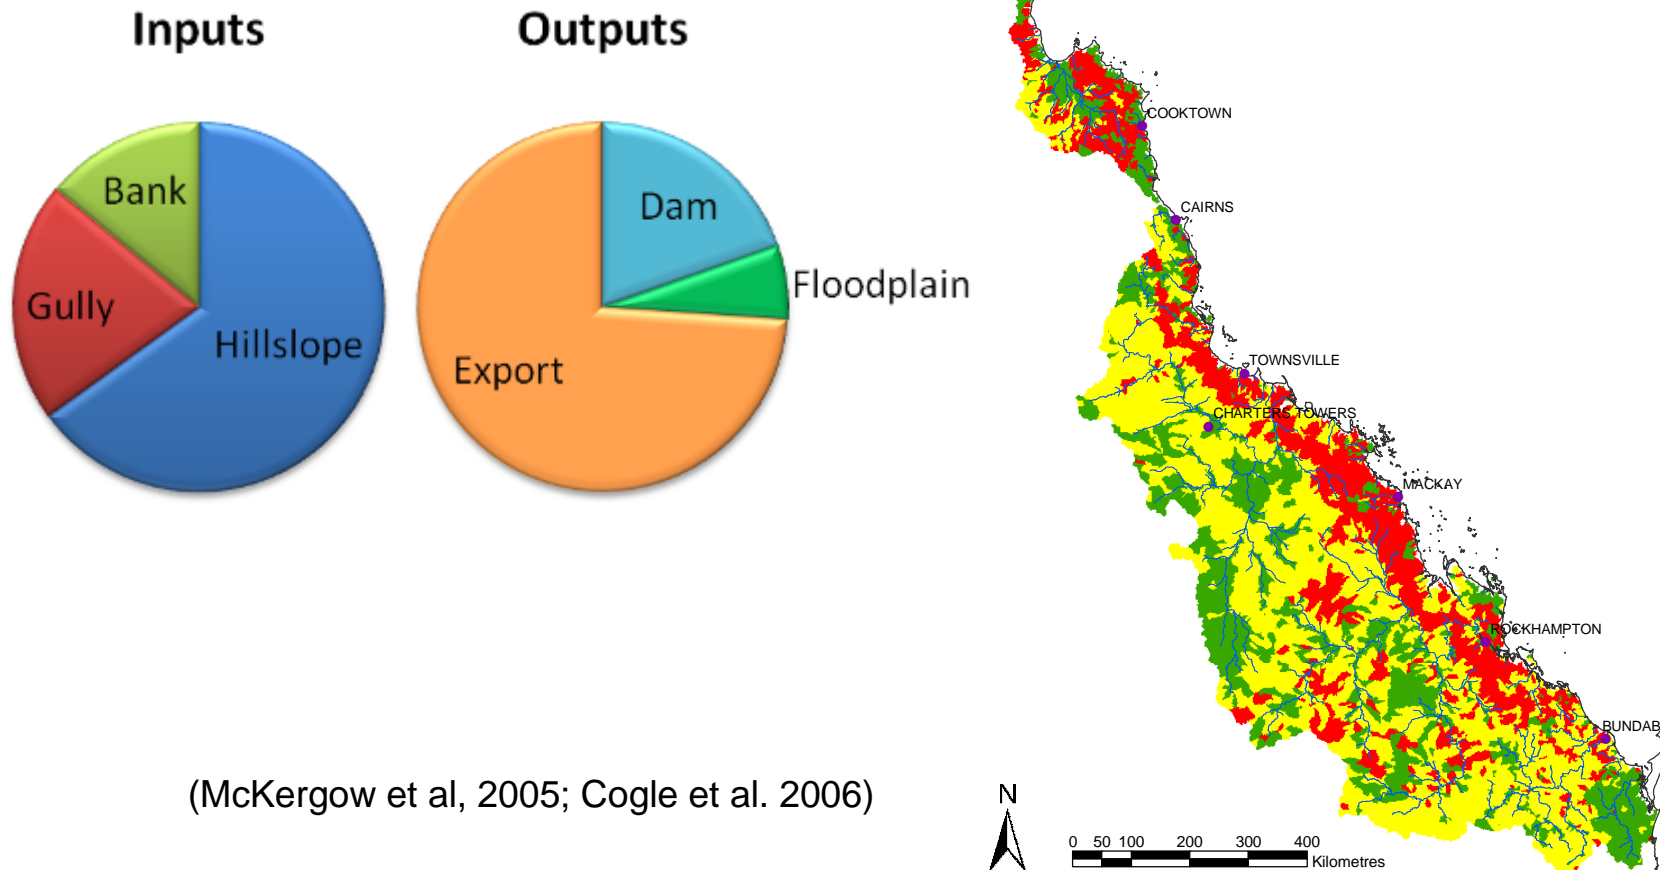 Inputs
Outputs
Bank
Gully
Hillslope
Dam
Floodplain
Export
(McKergow et al, 2005; Cogle et al. 2006)
COOKTOWN
CAIRNS
TOWNSVILLE
CHARTERS TOWERS
MACKAY
ROCKHAMPTON
BUNDAB
N
0 50 100 200 300 400
Kilometres